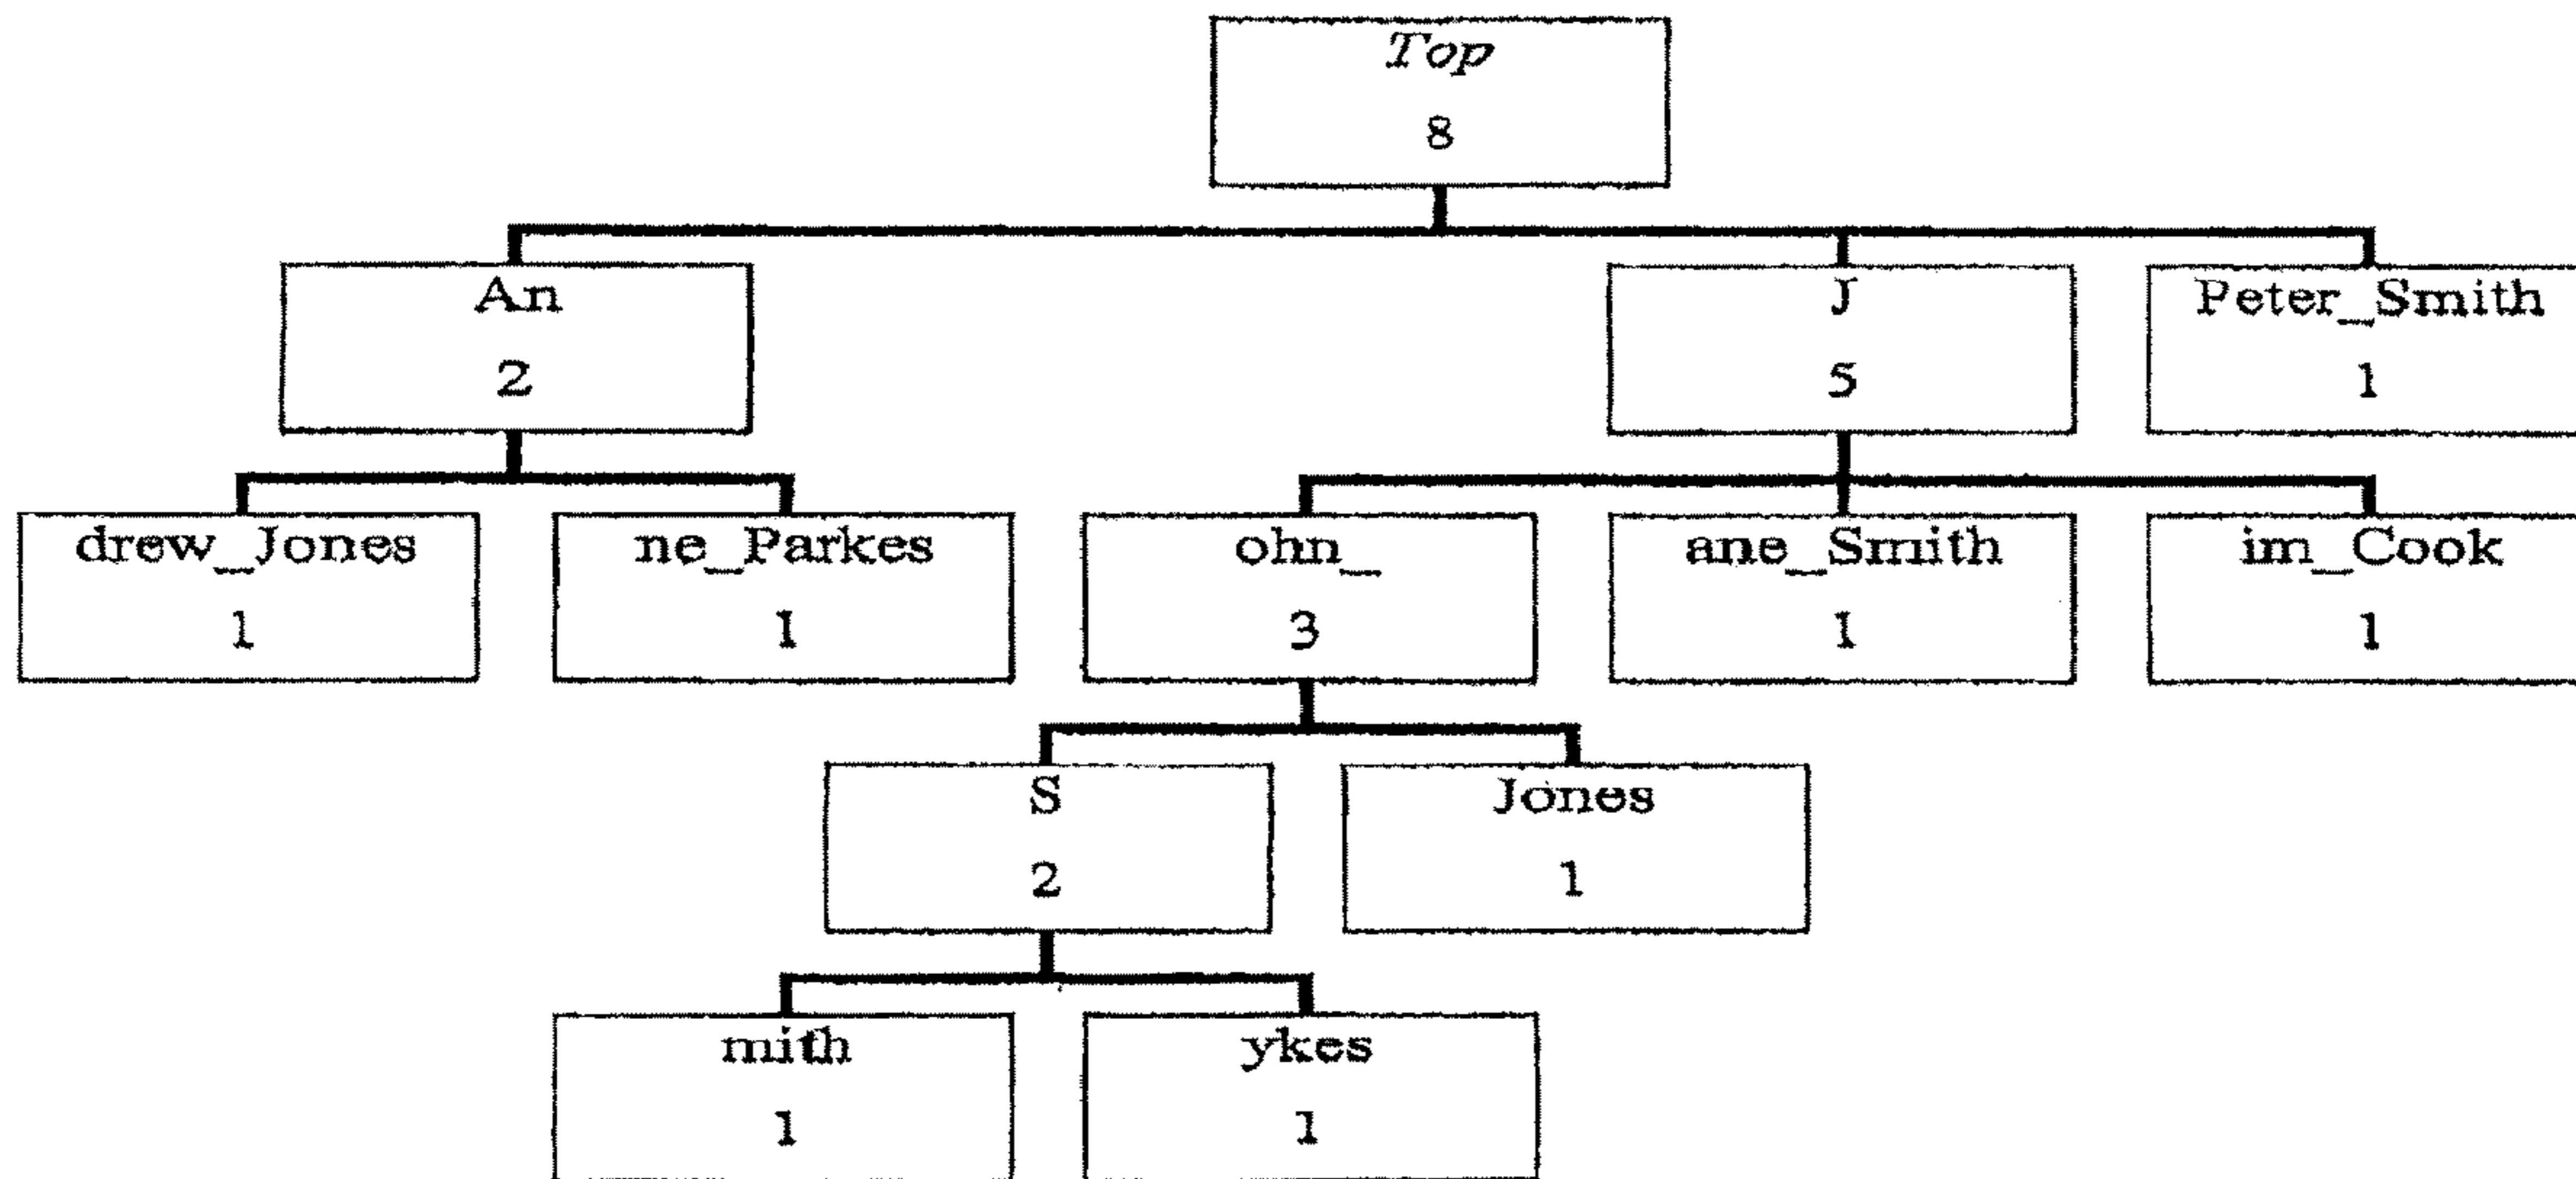 Top
8
An
2
J
5
Peter_Smith
1
drew_Jones
1
ne_Parkes
1
ohn_
3
ane_Smith
1
im_Cook
1
S
2
Jones
1
mith
1
ykes
1